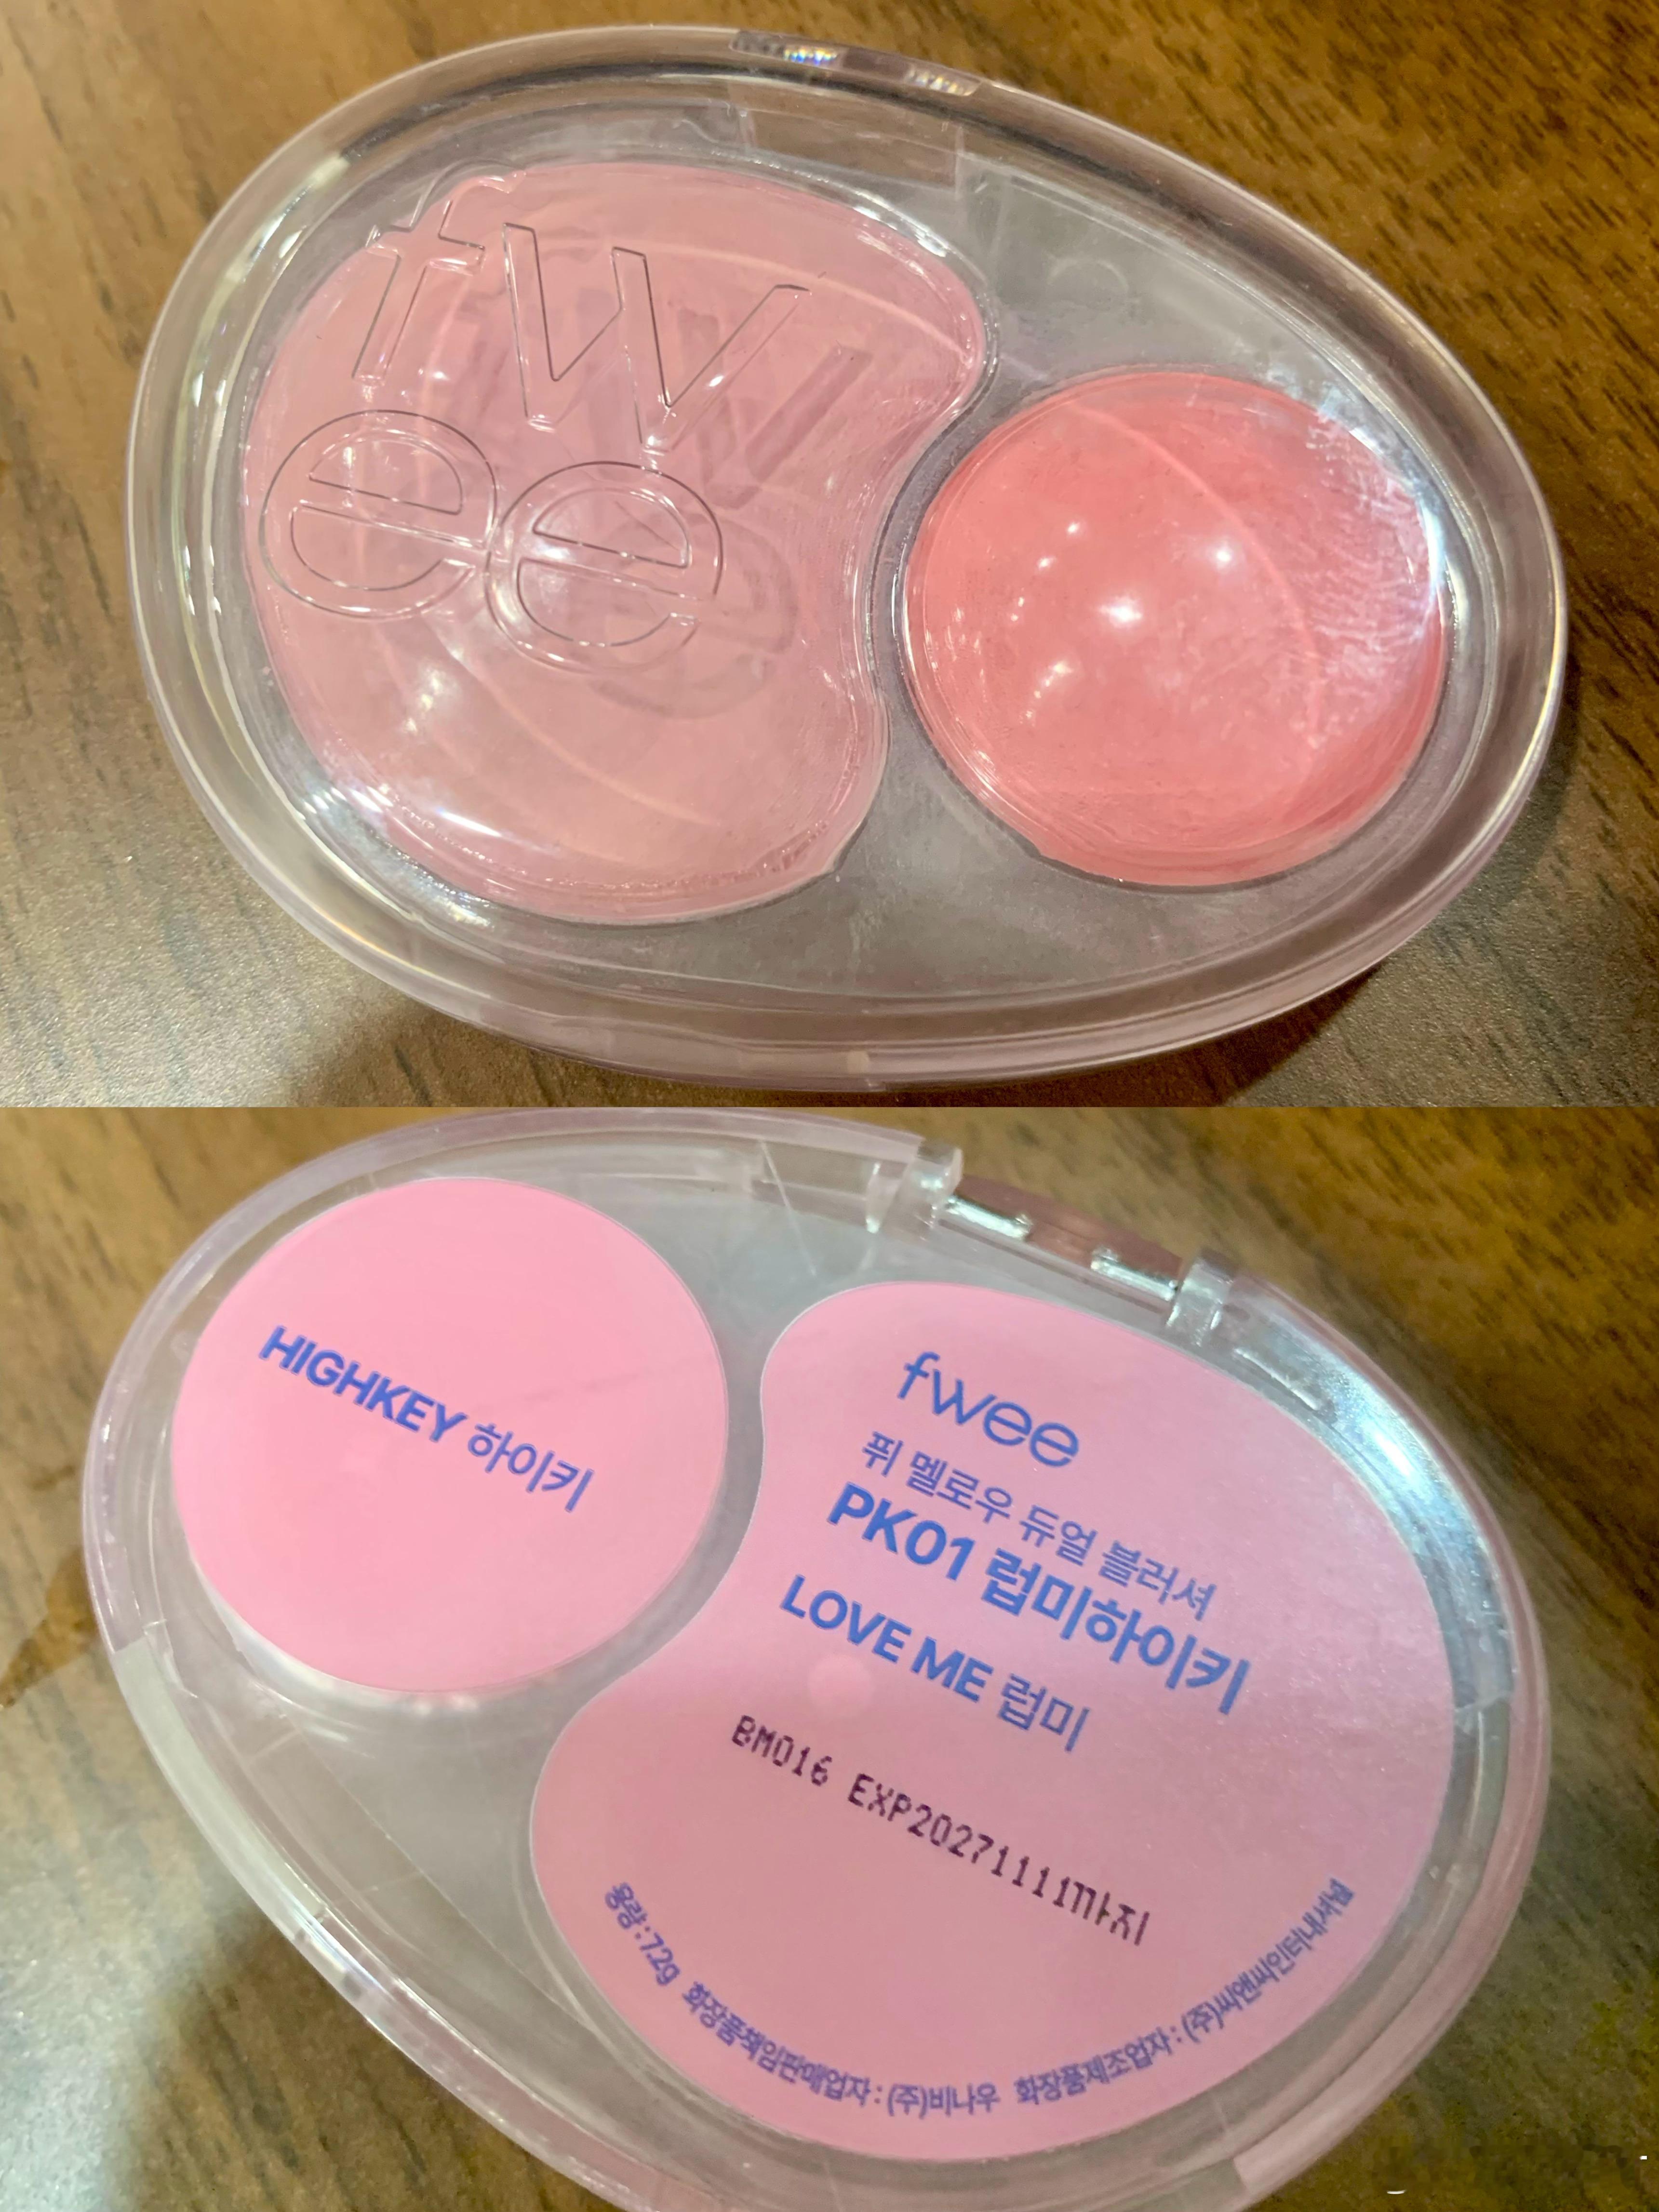 fw
ee
HIGHKEY 하이키
fwee
퓌 멜로우 듀얼 블러셔
PK01 럽미하이키
LOVE ME 럽미
BM016 EXP20271111까지
용량:7.2g 화장품책임판매업자:(주)비나우 화장품제조업자:(주)씨앤씨인터내셔널